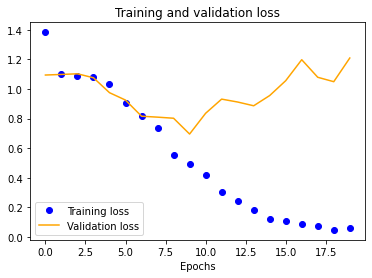 Training and validation loss
1.4
1.2
1.0
0.8
0.6
0.4
0.2
0.0
Training loss
Validation loss
0.0 2.5 5.0 7.5 10.0 12.5 15.0 17.5
Epochs